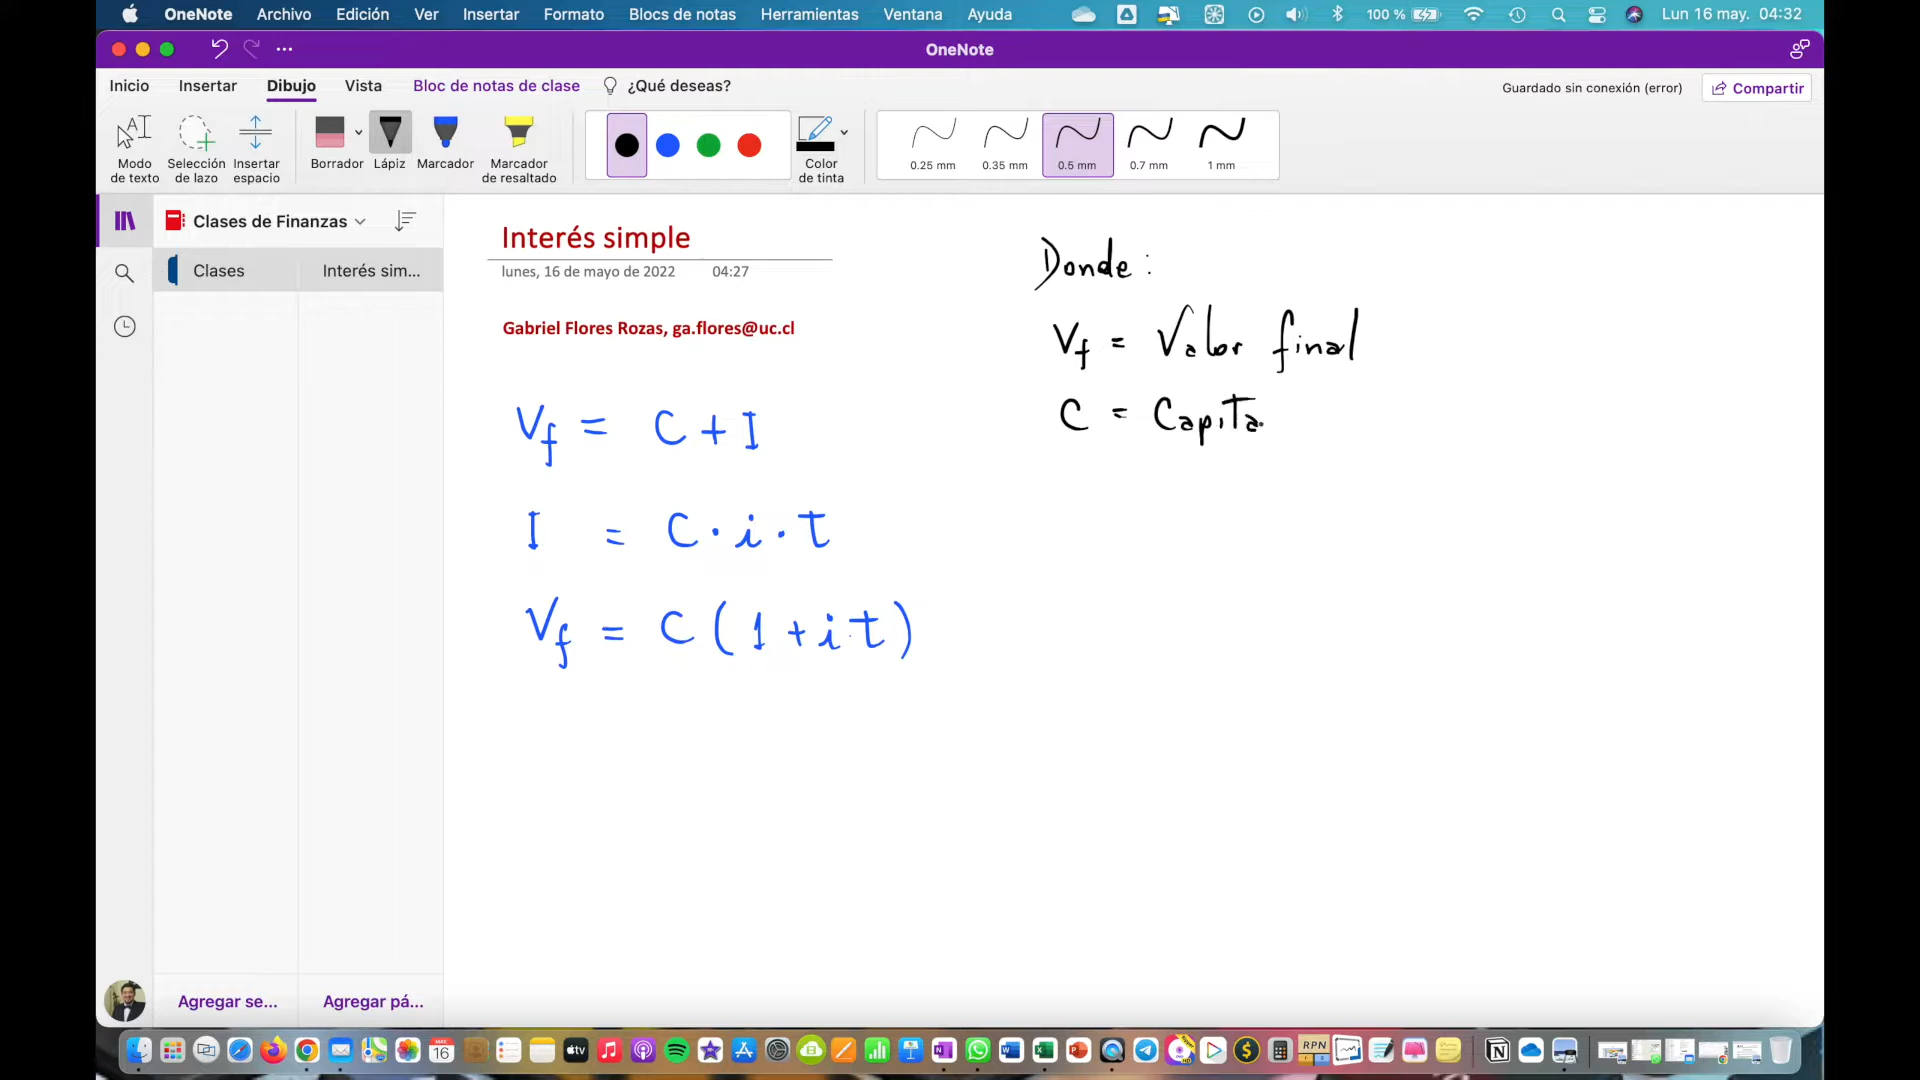 OneNote Archivo Edición Ver Insertar Formato Blocs de notas Herramientas Ventana Ayuda 100 % Lun 16 may. 04:32
OneNote
Inicio Insertar Dibujo Vista Bloc de notas de clase ¿Qué deseas? Guardado sin conexión (error) Compartir
Modo de texto
Selección de lazo
Insertar espacio
Borrador
Lápiz
Marcador
Marcador de resaltado
Color de tinta
0.25 mm 0.35 mm 0.5 mm 0.7 mm 1 mm
Clases de Finanzas
Clases Interés sim...
Interés simple
lunes, 16 de mayo de 2022 04:27
Gabriel Flores Rozas, ga.flores@uc.cl
Vf = C + I
I = C · i · t
Vf = C ( 1 + i · t )
Donde :
Vf = Valor final
C = Capita
Agregar se... Agregar pá...
MAY 16
tv
RPN